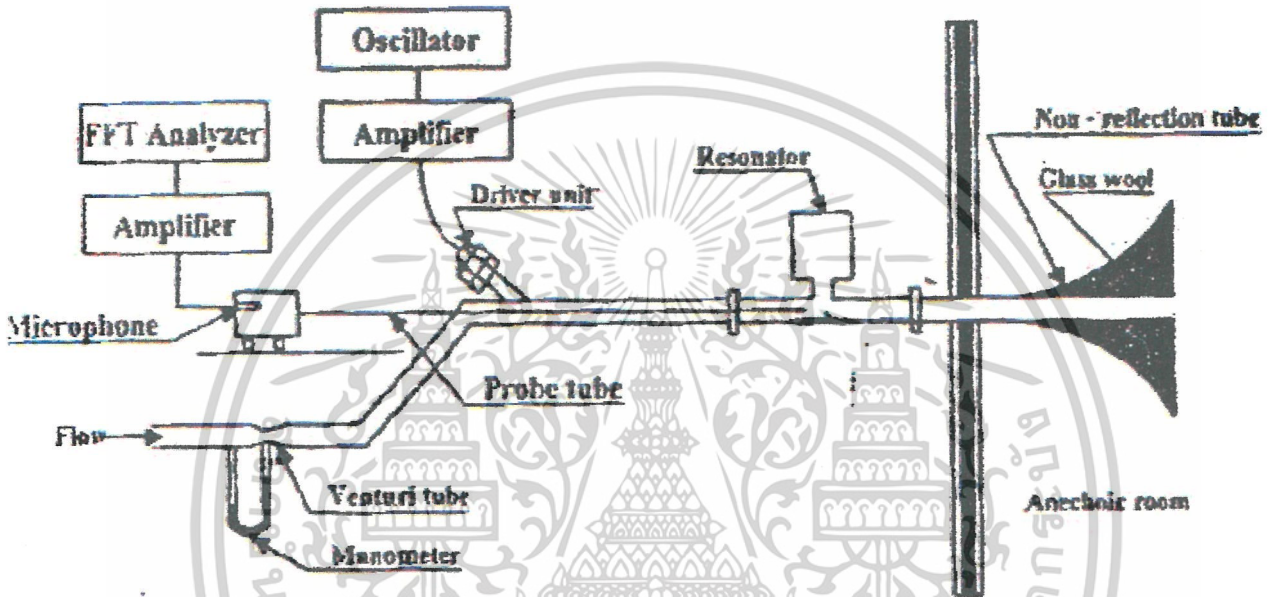 Oscillator
FFT Analyzer
Amplifier
Non - reflection tube
Resonator
Glass wool
Driver unit
Amplifier
Microphone
Probe tube
Flow
Venturi tube
Anechoic room
Manometer